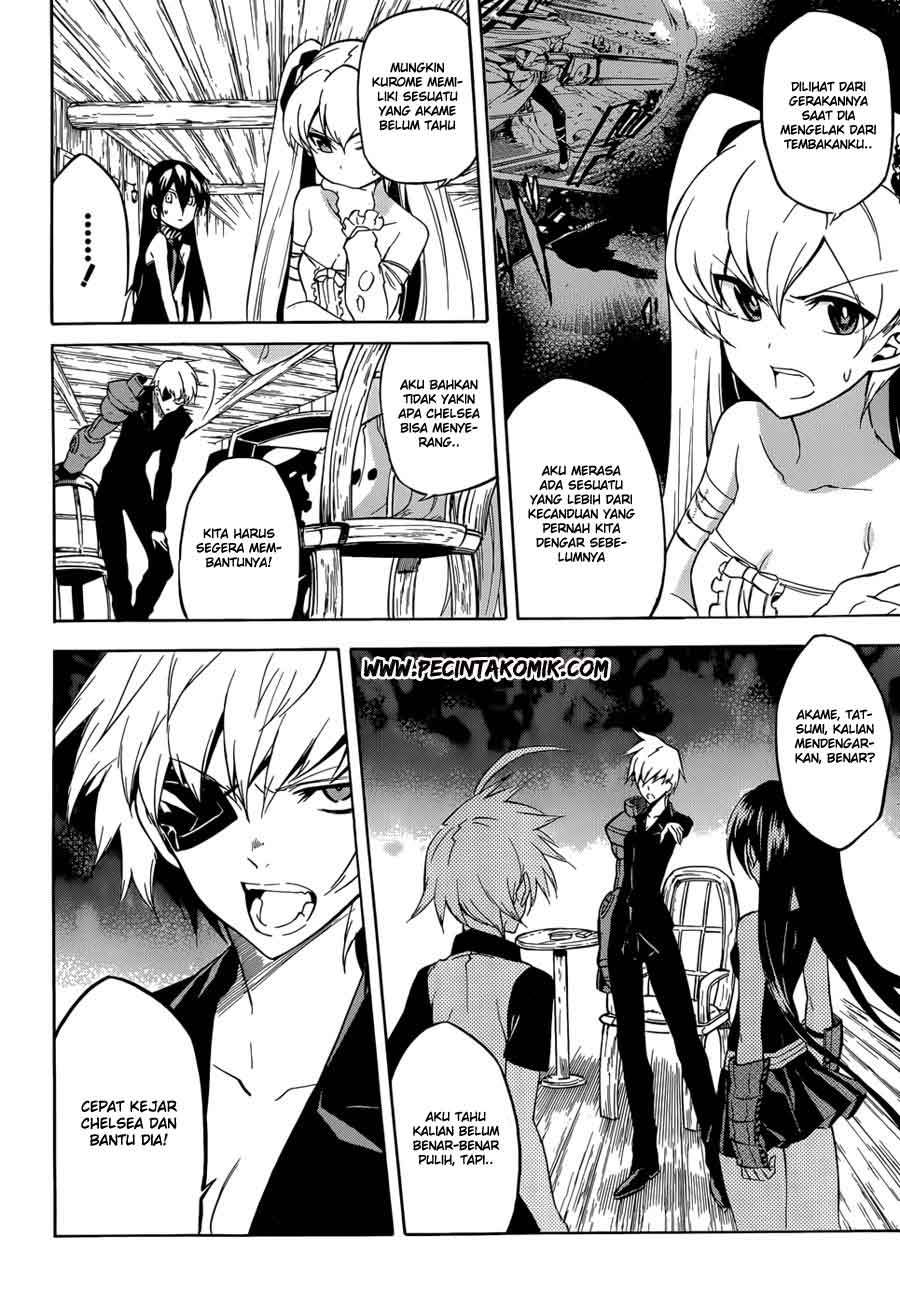 DILIHAT DARI
GERAKANNYA
SAAT DIA
MENGELAK DARI
TEMBAKANKU..
AKU MERASA
ADA SESUATU
YANG LEBIH DARI
KECANDUAN YANG
PERNAH KITA
DENGAR SEBE-
LUMNYA
MUNGKIN
KUROME MEMI-
LIKI SESUATU
YANG AKAME
BELUM TAHU
......!
AKU BAHKAN
TIDAK YAKIN
APA CHELSEA
BISA MENYE-
RANG..
KITA HARUS
SEGERA MEM-
BANTUNYA!
WWW.PECINTAKOMIK.COM
AKAME, TAT-
SUMI, KALIAN
MENDENGAR-
KAN, BENAR?
AKU TAHU
KALIAN BELUM
BENAR-BENAR
PULIH, TAPI..
CEPAT KEJAR
CHELSEA DAN
BANTU DIA!